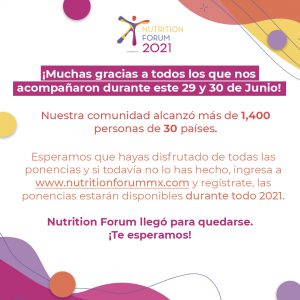 NUTRITION
FORUM
2021
¡Muchas gracias a todos los que nos
acompañaron durante este 29 y 30 de Junio!
Nuestra comunidad alcanzó más de 1,400
personas de 30 países.
Esperamos que hayas disfrutado de todas las
ponencias y si todavía no lo has hecho, ingresa a
www.nutritionforummx.com y regístrate, las
ponencias estarán disponibles durante todo 2021.
Nutrition Forum llegó para quedarse.
¡Te esperamos!